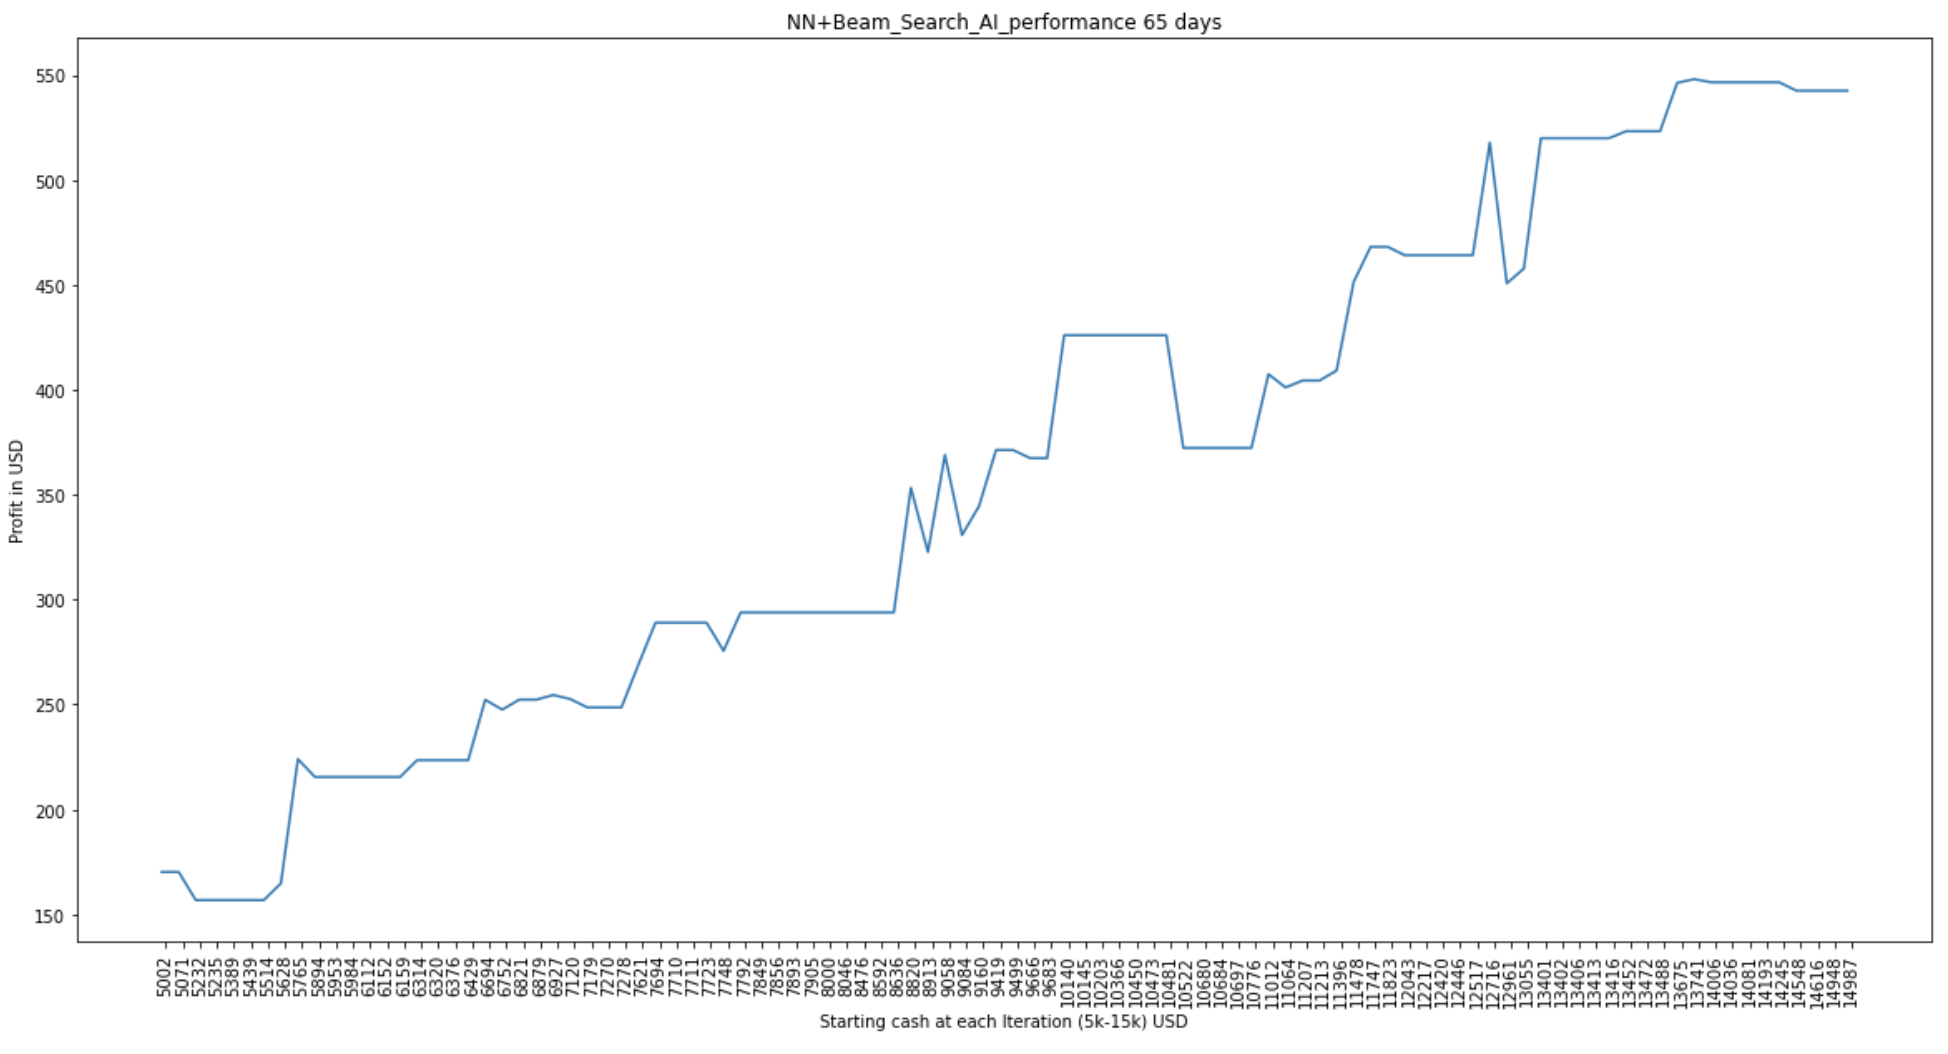 NN+Beam_Search_AI_performance 65 days
550
500
450
400
350
300
250
200
150
Profit in USD
5002 5071 5232 5235 5389 5439 5514 5628 5765 5894 5953 5984 6112 6152 6159 6314 6320 6376 6429 6694 6752 6821 6879 6927 7120 7179 7270 7278 7621 7694 7710 7711 7723 7748 7792 7849 7856 7893 7905 8000 8046 8476 8592 8636 8820 8913 9058 9084 9160 9419 9499 9666 9683 10140 10145 10203 10366 10450 10473 10481 10522 10680 10684 10697 10776 11012 11064 11207 11213 11396 11478 11747 11823 12043 12217 12420 12446 12517 12716 12961 13055 13401 13402 13406 13413 13416 13452 13472 13488 13675 13741 14006 14036 14081 14193 14245 14548 14616 14948 14987
Starting cash at each Iteration (5k-15k) USD